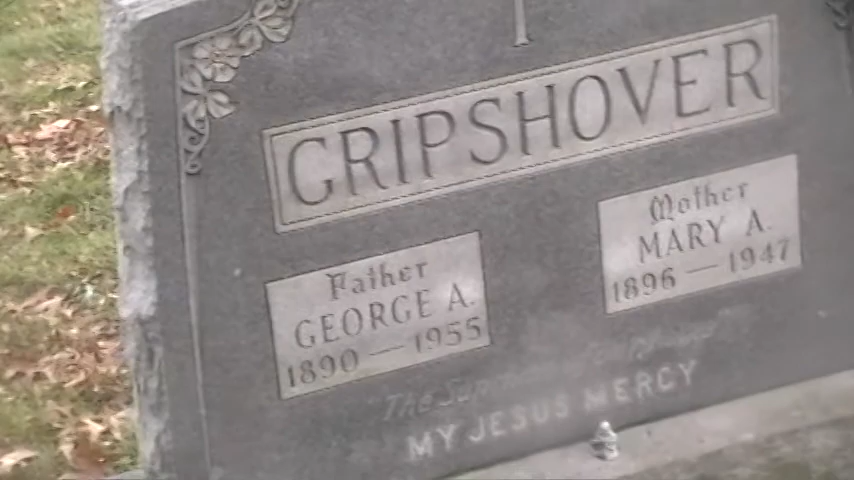 GRIPSHOVER
Father
GEORGE A.
1890 — 1955
Mother
MARY A.
1896 — 1947
MY JESUS MERCY